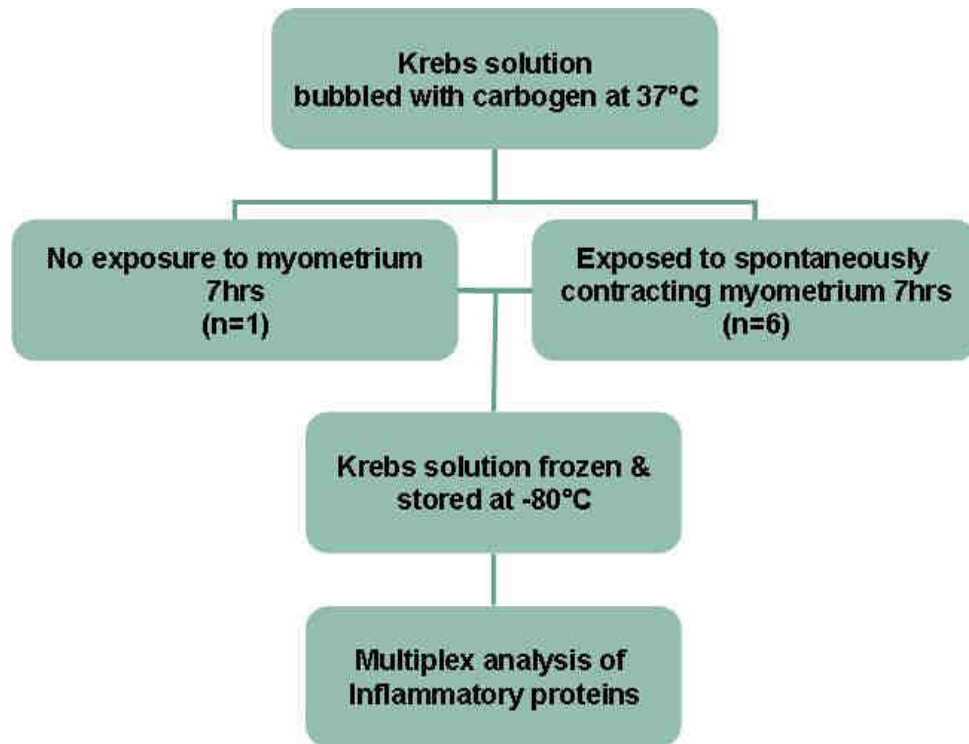 Krebs solution
bubbled with carbogen at 37°C
No exposure to myometrium
7hrs
(n=1)
Exposed to spontaneously
contracting myometrium 7hrs
(n=6)
Krebs solution frozen &
stored at -80°C
Multiplex analysis of
Inflammatory proteins